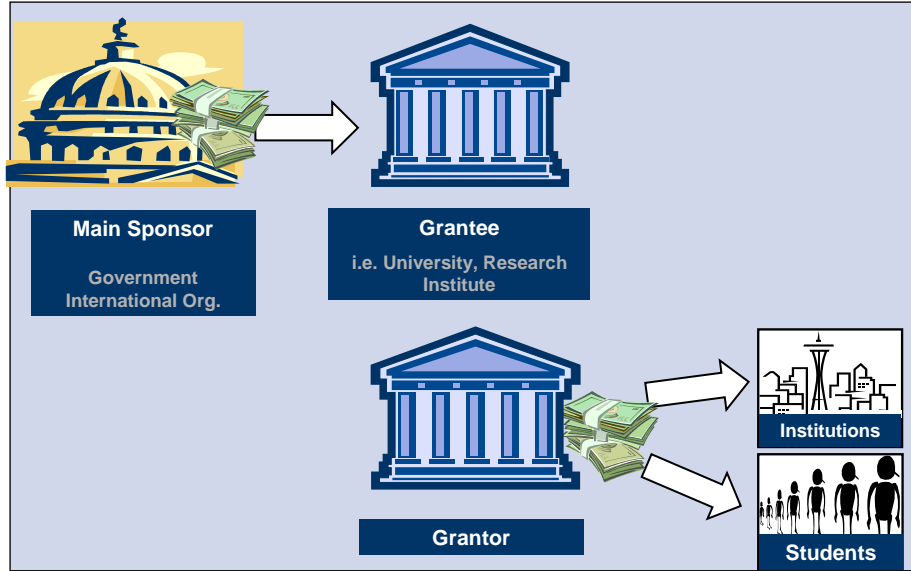 Main Sponsor
Government
International Org.
Grantee
i.e. University, Research
Institute
Institutions
Grantor
Students